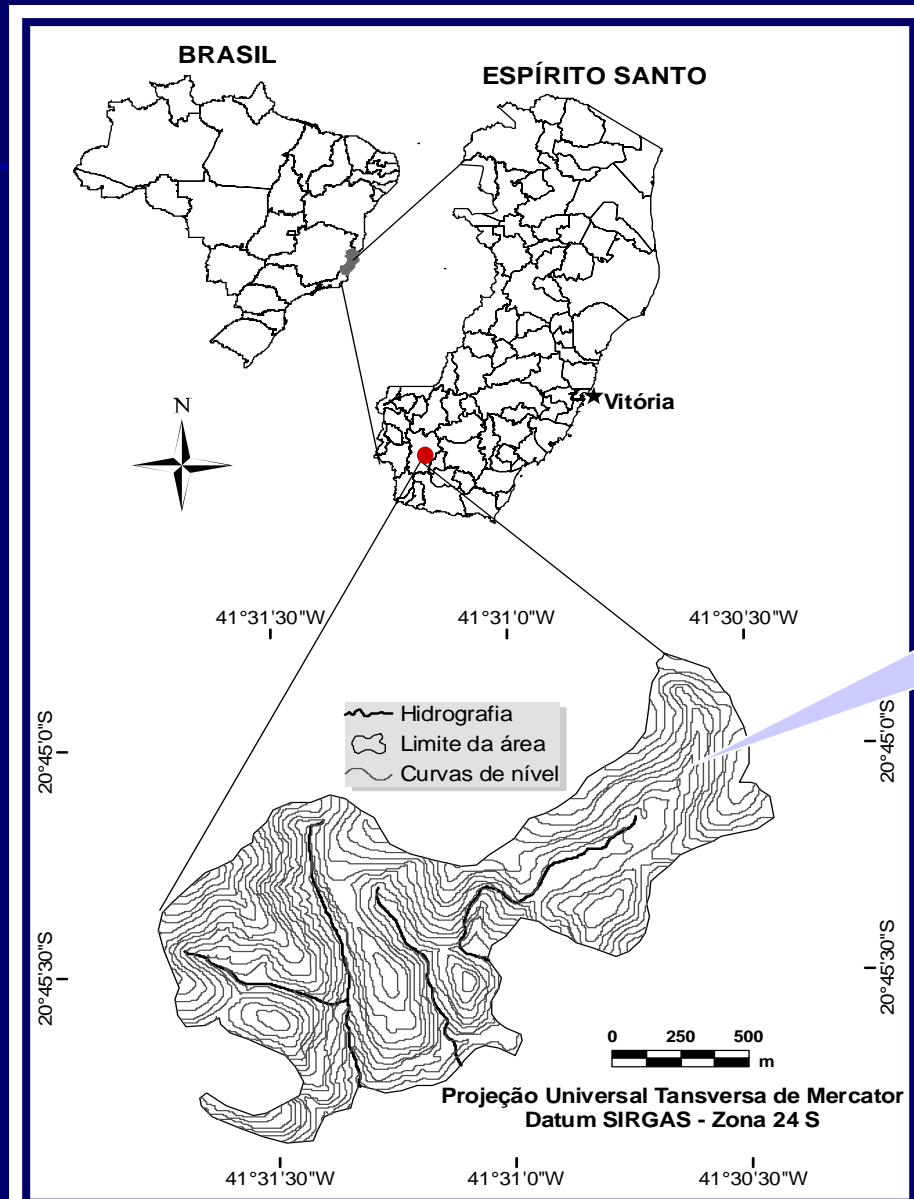 BRASIL
ESPÍRITO SANTO
N
Vitória
41°31'30"W
41°31'0"W
41°30'30"W
Hidrografia
Limite da área
Curvas de nível
20°45'0"S
20°45'0"S
20°45'30"S
20°45'30"S
0 250 500
m
Projeção Universal Tansversa de Mercator
Datum SIRGAS - Zona 24 S
41°31'30"W
41°31'0"W
41°30'30"W